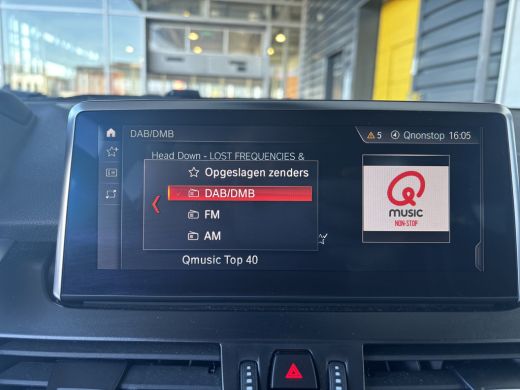 DAB/DMB
5 Qnonstop 16:05
Head Down - LOST FREQUENCIES &
Opgeslagen zenders
DAB/DMB
FM
AM
Qmusic Top 40
Q
music
NON-STOP